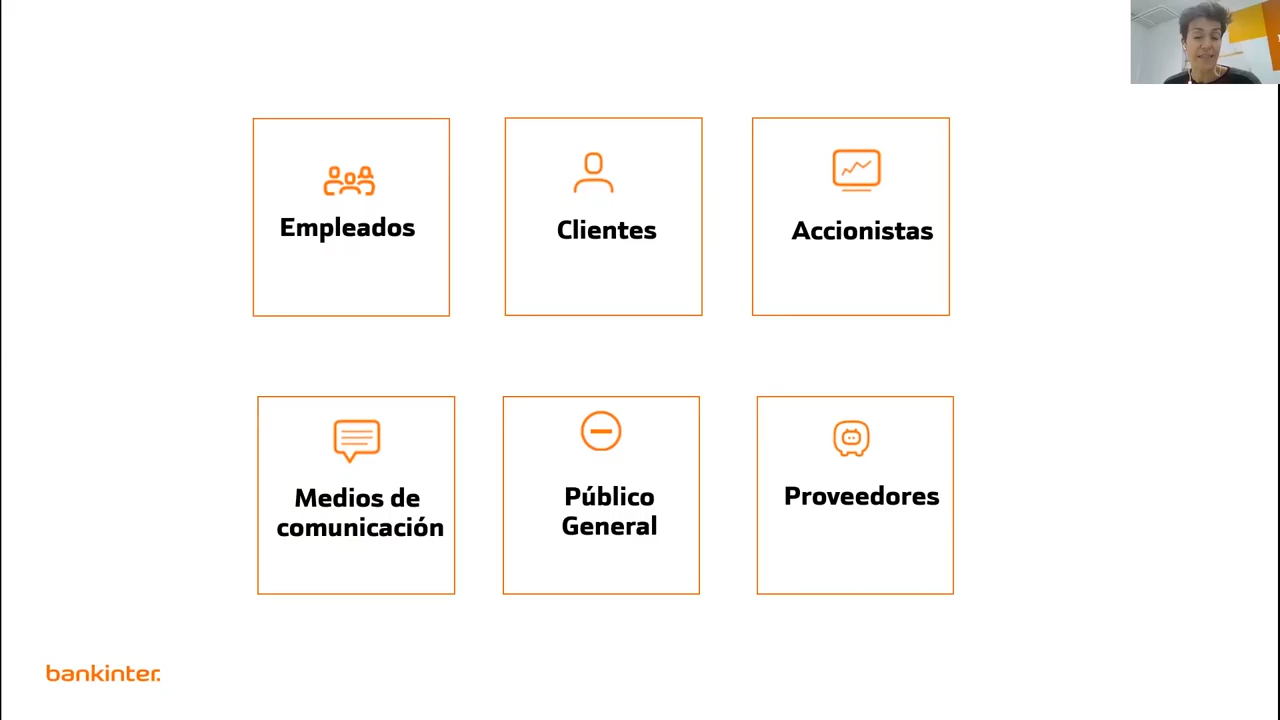 Empleados
Clientes
Accionistas
Medios de
comunicación
Público
General
Proveedores
bankinter.